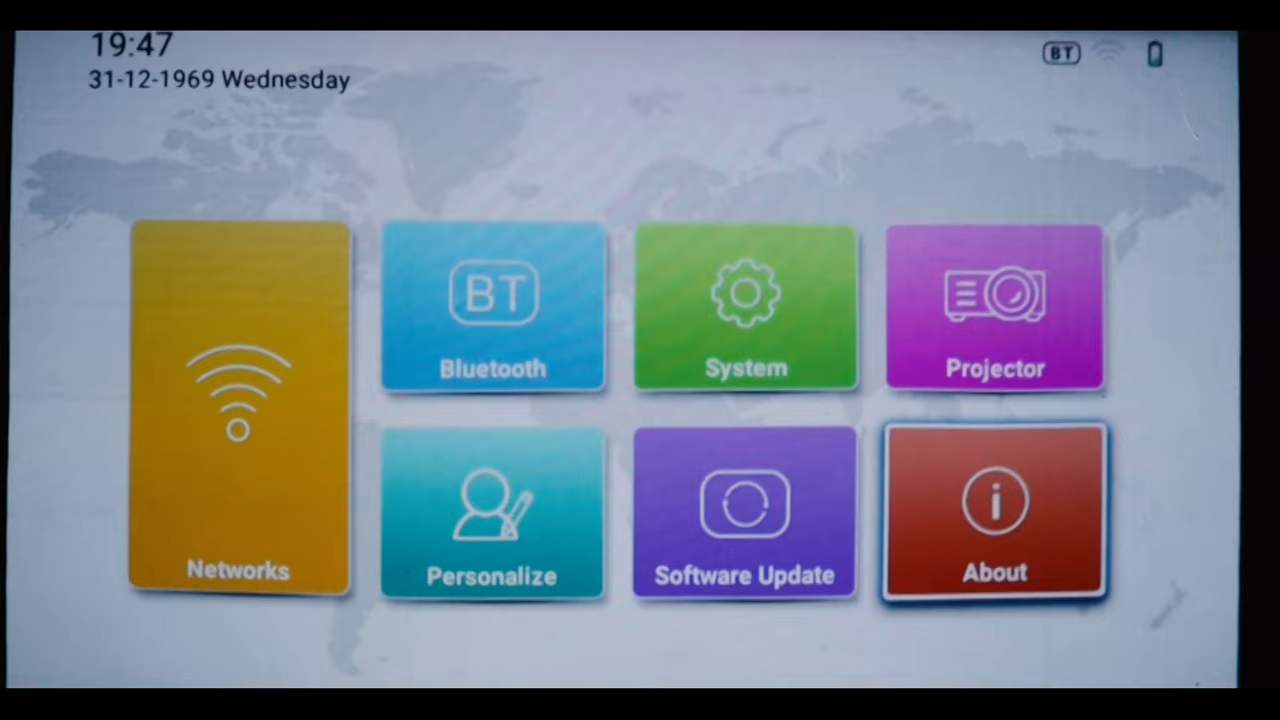 19:47
31-12-1969 Wednesday
BT
BT
Bluetooth
System
Projector
Networks
Personalize
Software Update
i
About